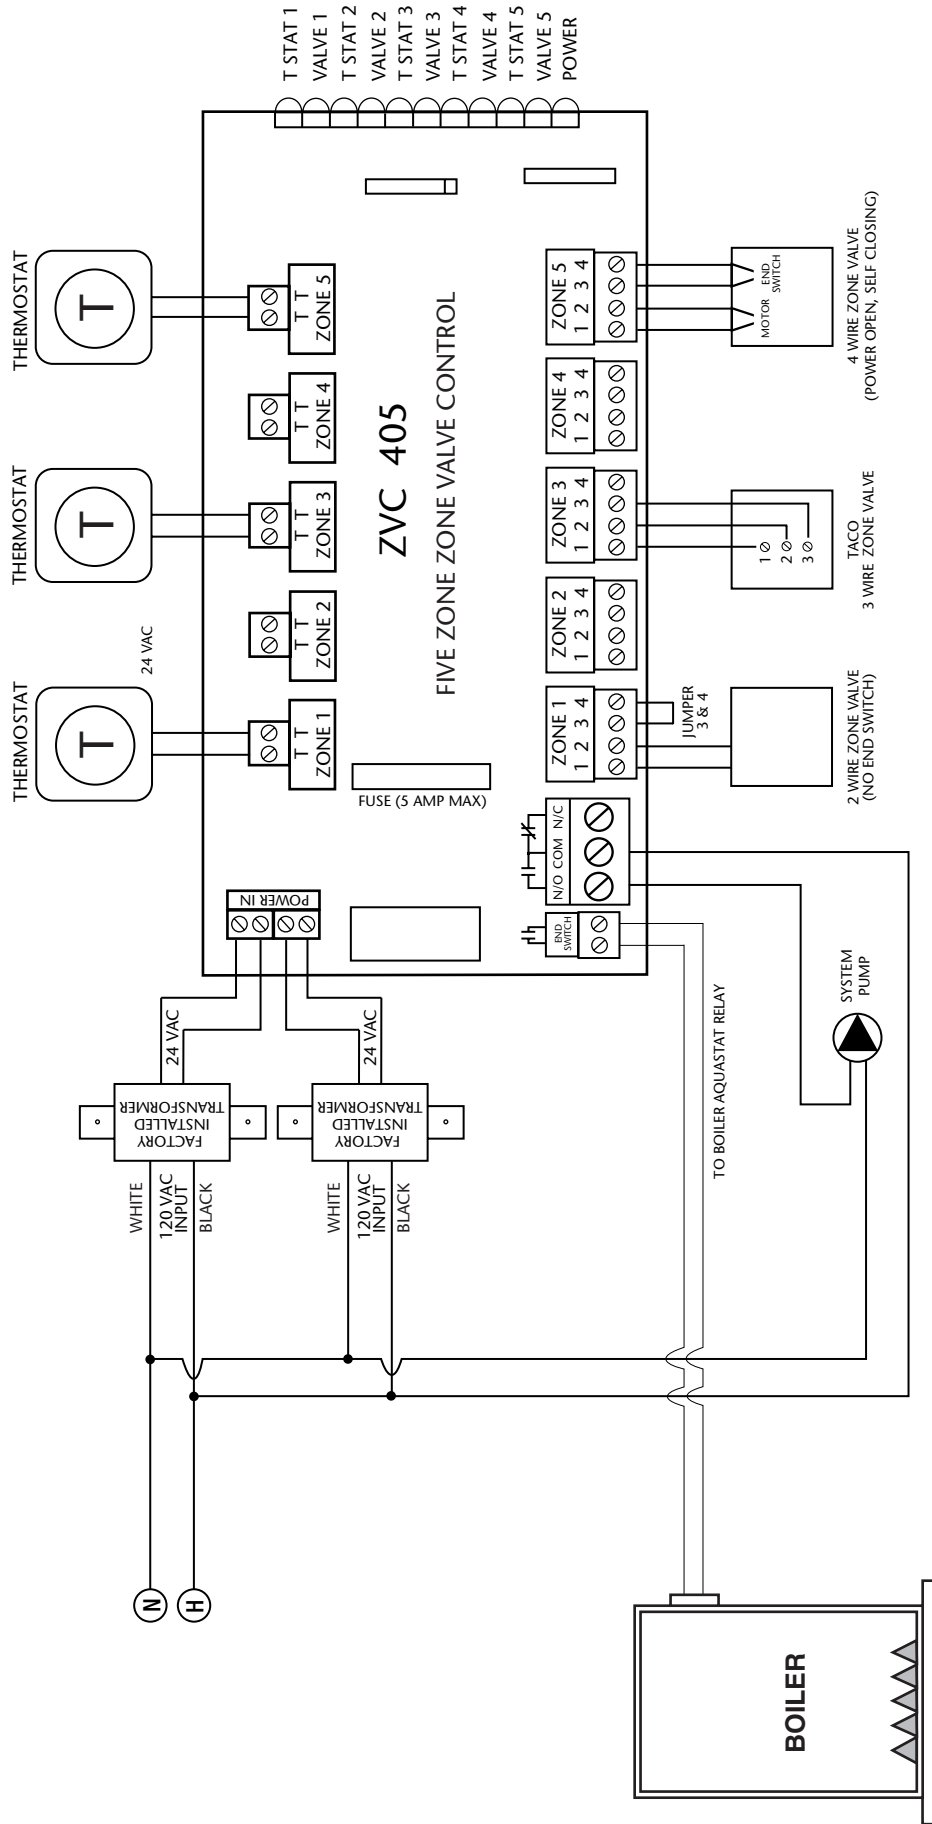 THERMOSTAT
T
THERMOSTAT
T
THERMOSTAT
T
24 VAC
T STAT 1
VALVE 1
T STAT 2
VALVE 2
T STAT 3
VALVE 3
T STAT 4
VALVE 4
T STAT 5
VALVE 5
POWER
T T
ZONE 1
T T
ZONE 2
T T
ZONE 3
T T
ZONE 4
T T
ZONE 5
POWER IN
FUSE (5 AMP MAX)
ZVC 405
FIVE ZONE ZONE VALVE CONTROL
END
SWITCH
N/O COM N/C
ZONE 1
1 2 3 4
ZONE 2
1 2 3 4
ZONE 3
1 2 3 4
ZONE 4
1 2 3 4
ZONE 5
1 2 3 4
JUMPER
3 & 4
2 WIRE ZONE VALVE
(NO END SWITCH)
1
2
3
TACO
3 WIRE ZONE VALVE
MOTOR
END
SWITCH
4 WIRE ZONE VALVE
(POWER OPEN, SELF CLOSING)
24 VAC
24 VAC
FACTORY
INSTALLED
TRANSFORMER
FACTORY
INSTALLED
TRANSFORMER
WHITE
120 VAC
INPUT
BLACK
WHITE
120 VAC
INPUT
BLACK
N
H
SYSTEM
PUMP
TO BOILER AQUASTAT RELAY
BOILER